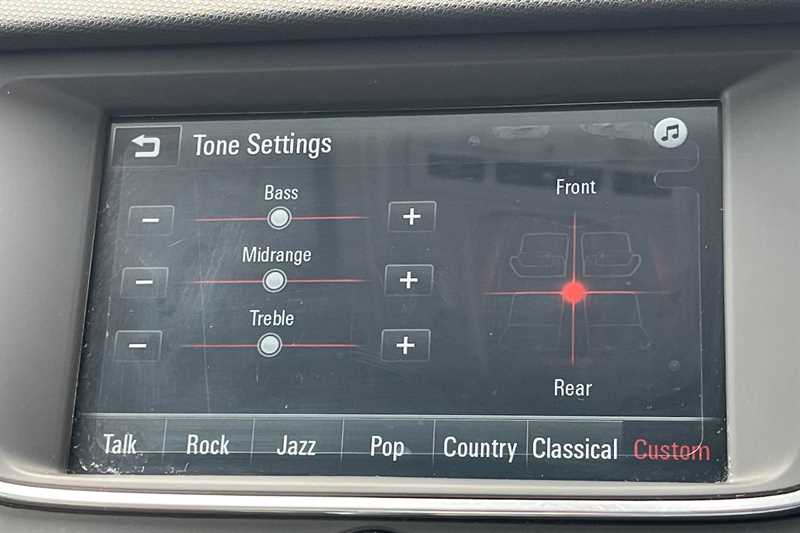 Tone Settings
Bass
− +
Midrange
− +
Treble
− +
Front
Rear
Talk Rock Jazz Pop Country Classical Custom